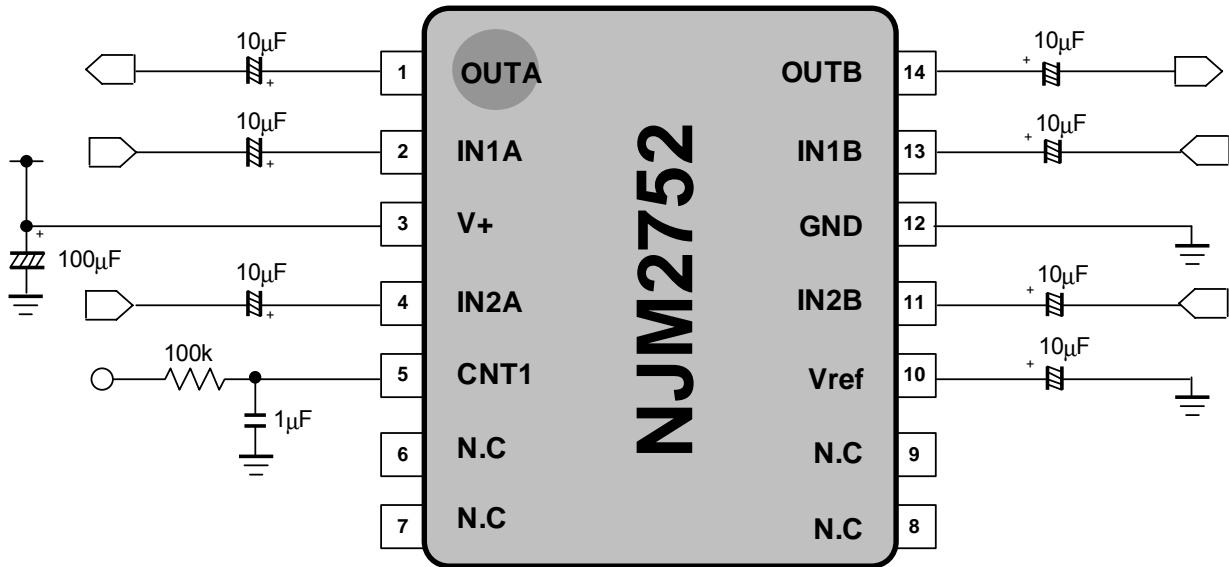 10μF
1
OUTA
OUTB
14
10μF
10μF
2
IN1A
IN1B
13
10μF
3
V+
GND
12
100μF
10μF
4
IN2A
IN2B
11
10μF
100k
5
CNT1
Vref
10
10μF
1μF
6
N.C
N.C
9
7
N.C
N.C
8
NJM2752
+
+
+
+
+
+
+
+